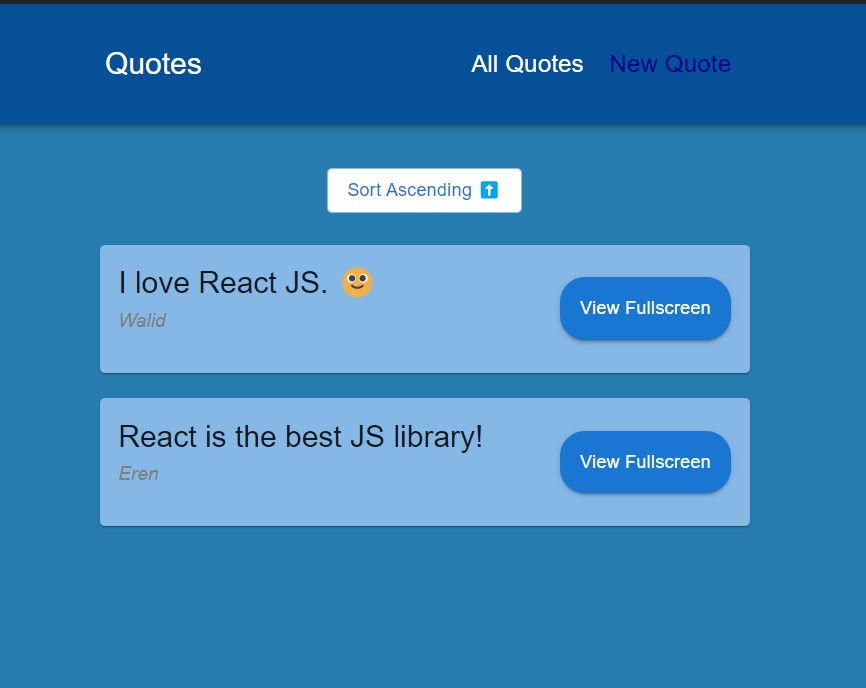 Quotes
All Quotes
New Quote
Sort Ascending ⬆️
I love React JS. 🙂
Walid
View Fullscreen
React is the best JS library!
Eren
View Fullscreen